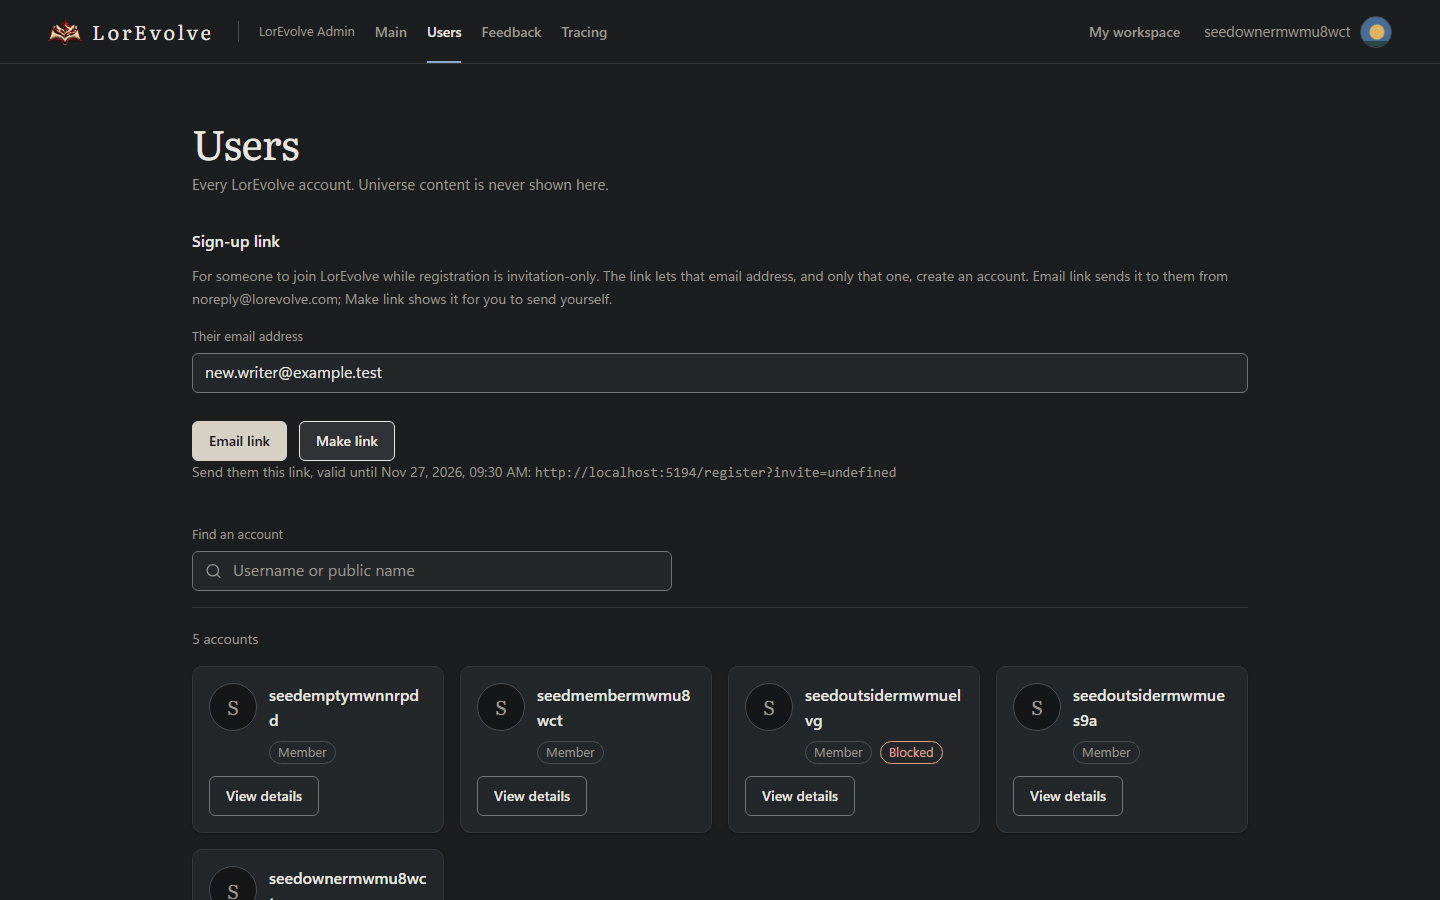 LorEvolve
LorEvolve Admin
Main
Users
Feedback
Tracing
My workspace
seedownermwmu8wct
Users
Every LorEvolve account. Universe content is never shown here.
Sign-up link
For someone to join LorEvolve while registration is invitation-only. The link lets that email address, and only that one, create an account. Email link sends it to them from
noreply@lorevolve.com; Make link shows it for you to send yourself.
Their email address
new.writer@example.test
Email link
Make link
Send them this link, valid until Nov 27, 2026, 09:30 AM: http://localhost:5194/register?invite=undefined
Find an account
Username or public name
5 accounts
S
seedemptymwnnrpd
d
Member
View details
S
seedmembermwmu8
wct
Member
View details
S
seedoutsidermwmuel
vg
Member
Blocked
View details
S
seedoutsidermwmue
s9a
Member
View details
S
seedownermwmu8wc